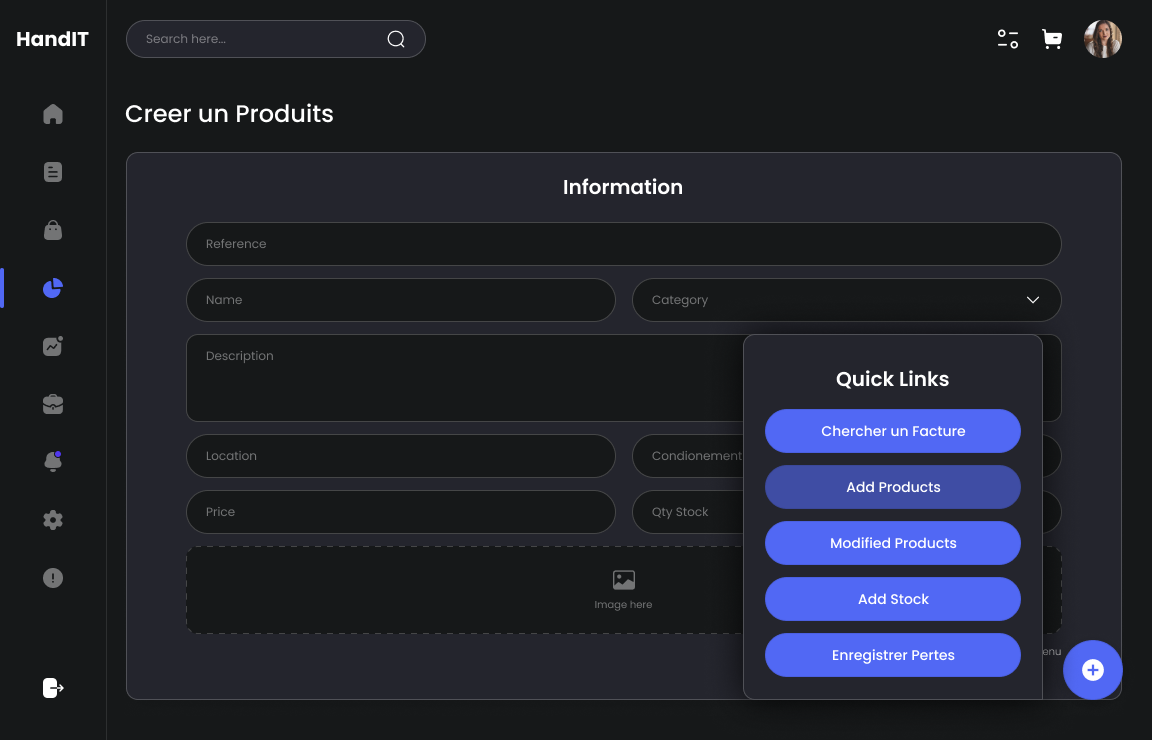 HandIT
Search here...
Creer un Produits
Information
Reference
Name
Category
Description
Location
Condionement
Price
Qty Stock
Image here
Quick Links
Chercher un Facture
Add Products
Modified Products
Add Stock
Enregistrer Pertes